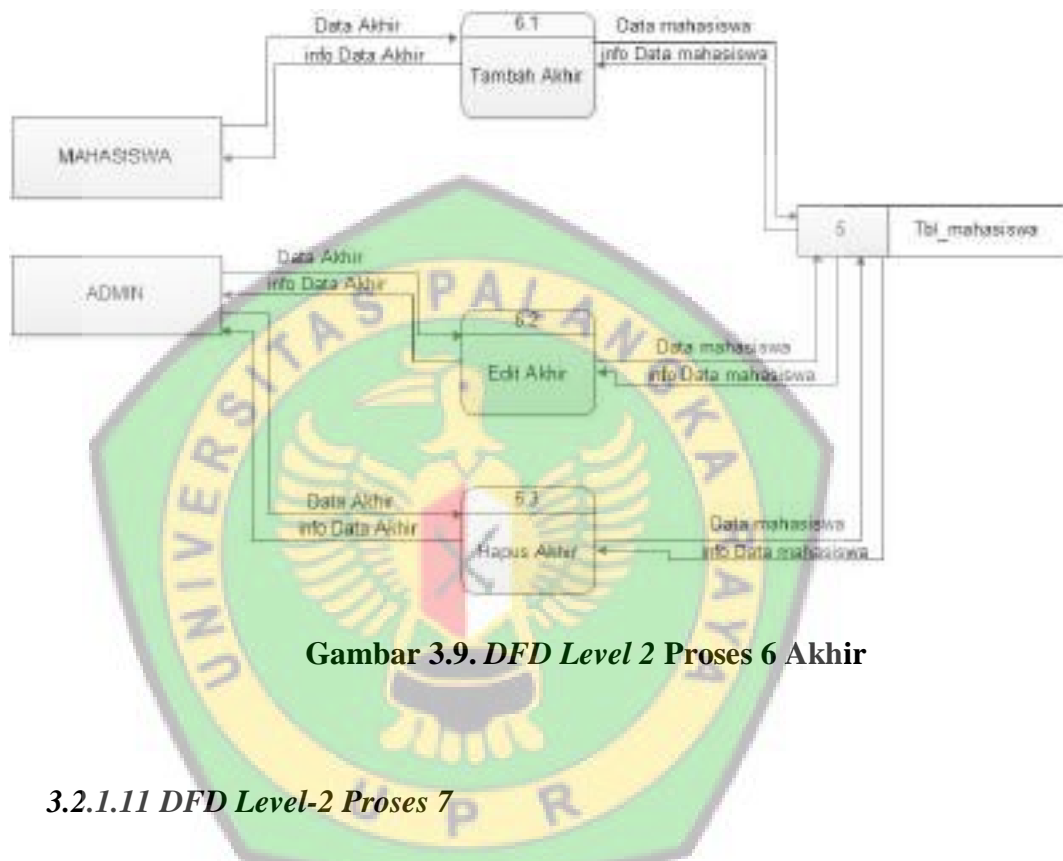 Data Akhir
6.1
Data mahasiswa
info Data Akhir
info Data mahasiswa
Tambah Akhir
MAHASISWA
5
Tbl_mahasiswa
ADMIN
Data Akhir
info Data Akhir
6.2
Edit Akhir
Data mahasiswa
info Data mahasiswa
Data Akhir
6.3
Data mahasiswa
info Data Akhir
info Data mahasiswa
Hapus Akhir
UNIVERSITAS PALANGKA RAYA
UPR
Gambar 3.9. DFD Level 2 Proses 6 Akhir
3.2.1.11 DFD Level-2 Proses 7